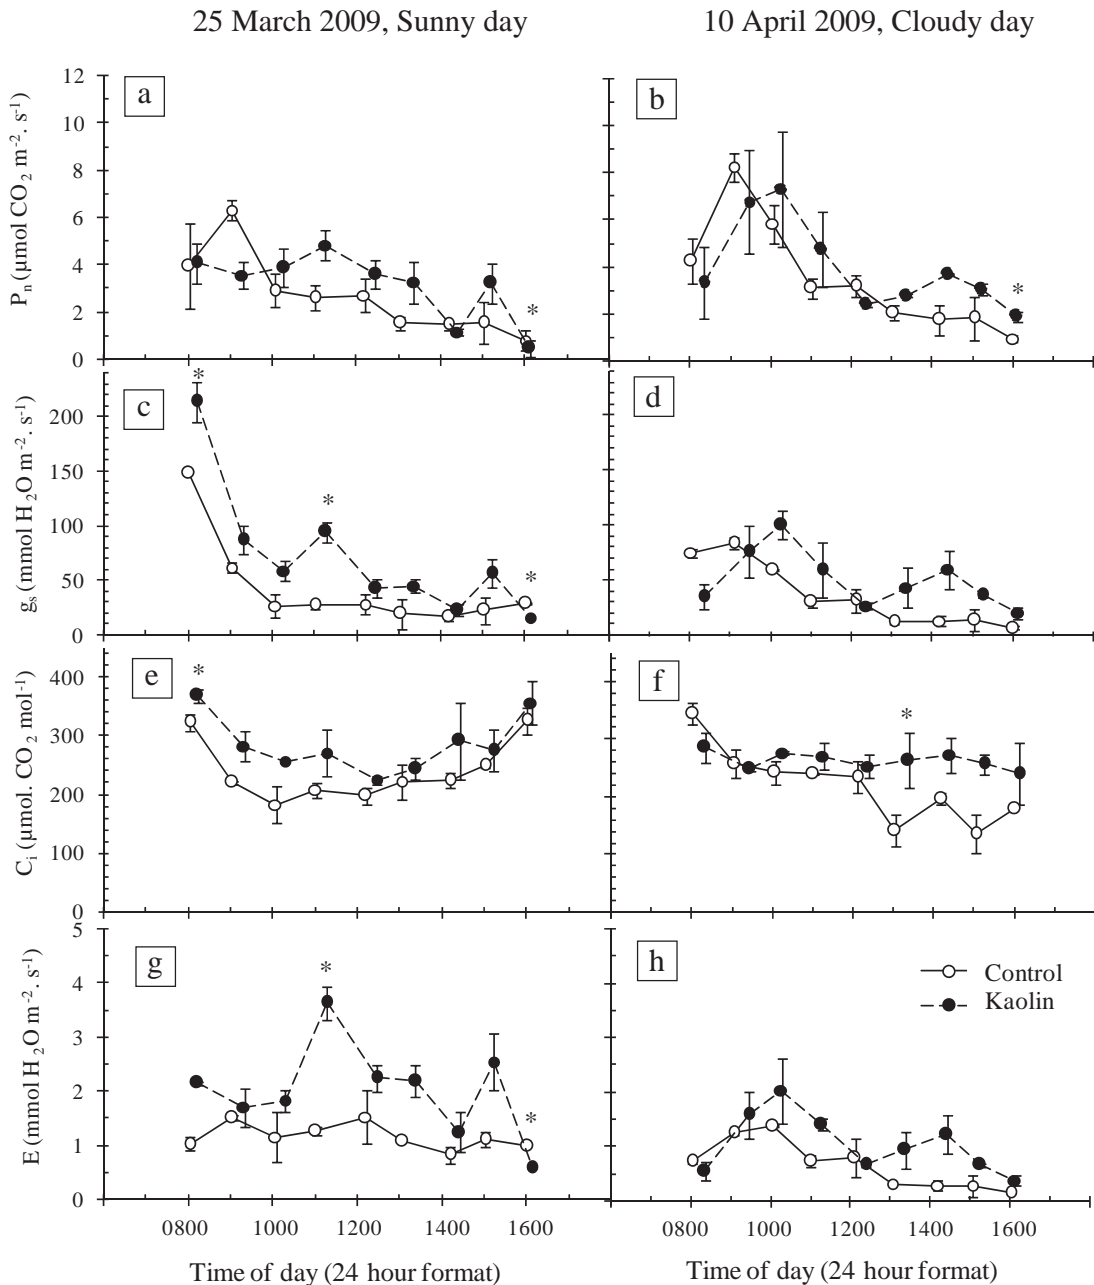 25 March 2009, Sunny day
10 April 2009, Cloudy day
Pn (µmol CO2 m-2. s-1)
12
10
8
6
4
2
0
a
*
b
*
gs (mmol H2O m-2. s-1)
200
150
100
50
0
c
*
*
*
d
Ci (µmol. CO2 mol-1)
400
300
200
100
0
e
*
f
*
E (mmol H2O m-2. s-1)
5
4
3
2
1
0
g
*
*
h
Control
Kaolin
0800 1000 1200 1400 1600
0800 1000 1200 1400 1600
Time of day (24 hour format)
Time of day (24 hour format)